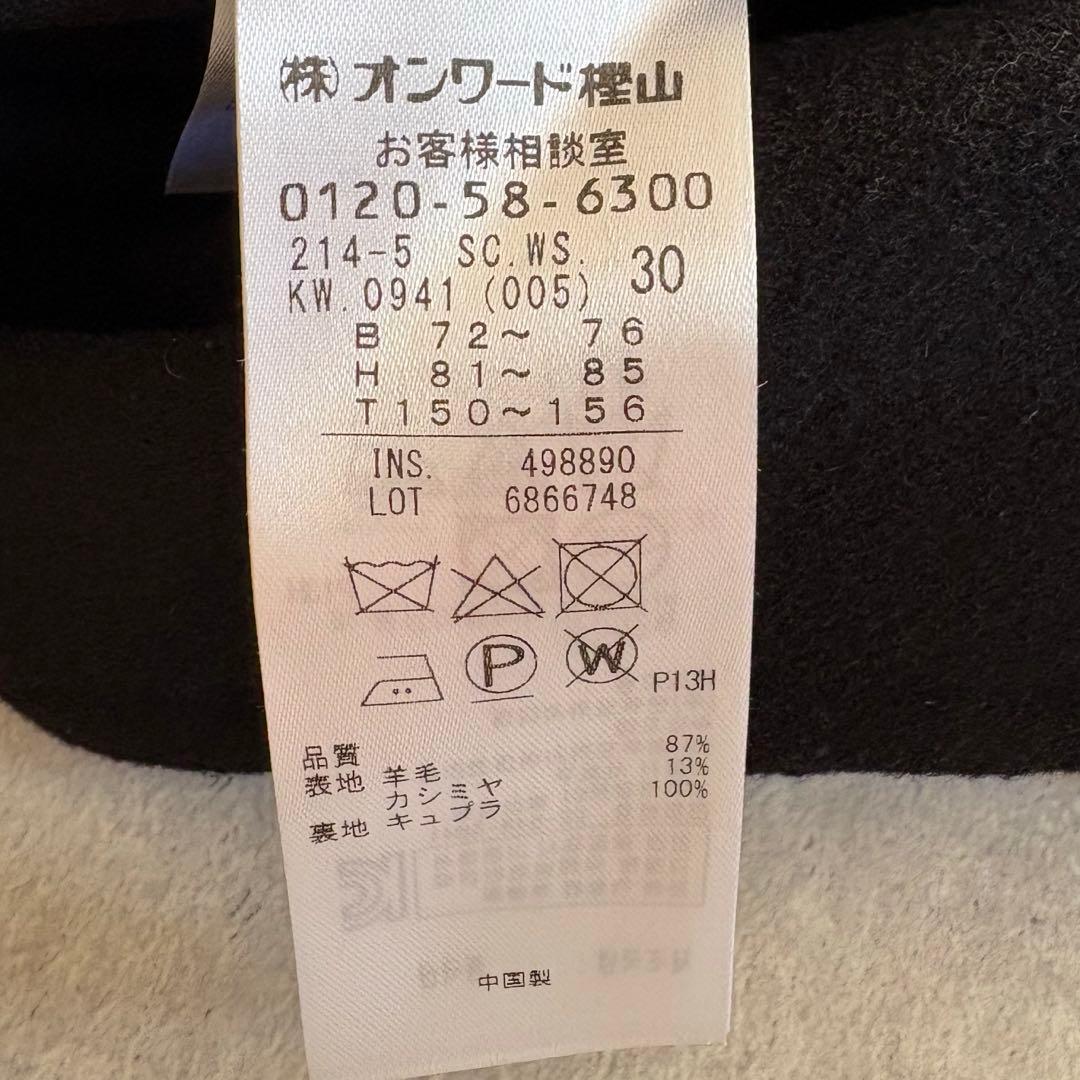 ㈱オンワード樫山
お客様相談室
0120-58-6300
214-5 SC.WS. 30
KW.0941 (005)
B 72～ 76
H 81～ 85
T150～156
INS. 498890
LOT 6866748
P W P13H
品質
表地 羊毛 87%
カシミヤ 13%
裏地 キュプラ 100%
中国製